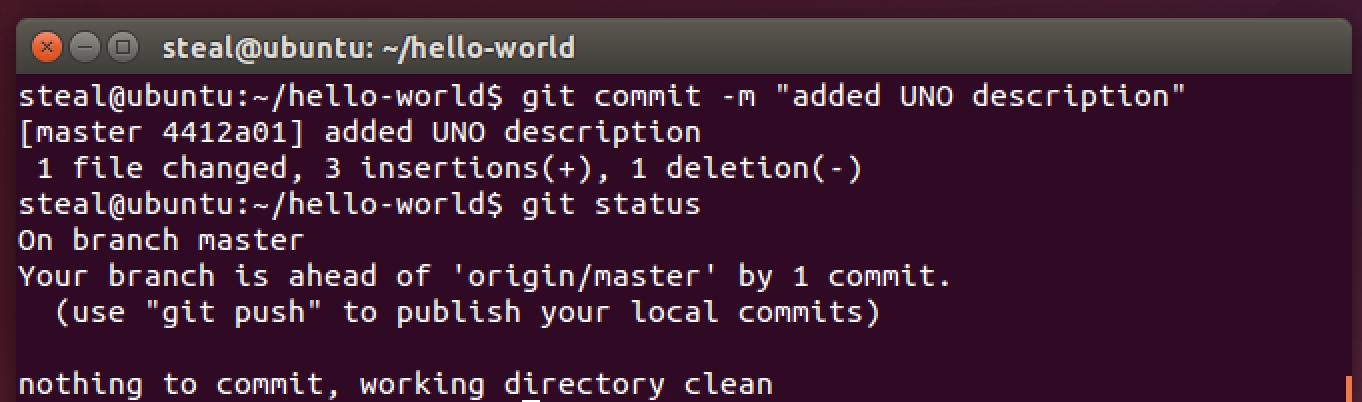 steal@ubuntu: ~/hello-world
steal@ubuntu:~/hello-world$ git commit -m "added UNO description"
[master 4412a01] added UNO description
 1 file changed, 3 insertions(+), 1 deletion(-)
steal@ubuntu:~/hello-world$ git status
On branch master
Your branch is ahead of 'origin/master' by 1 commit.
  (use "git push" to publish your local commits)
nothing to commit, working directory clean